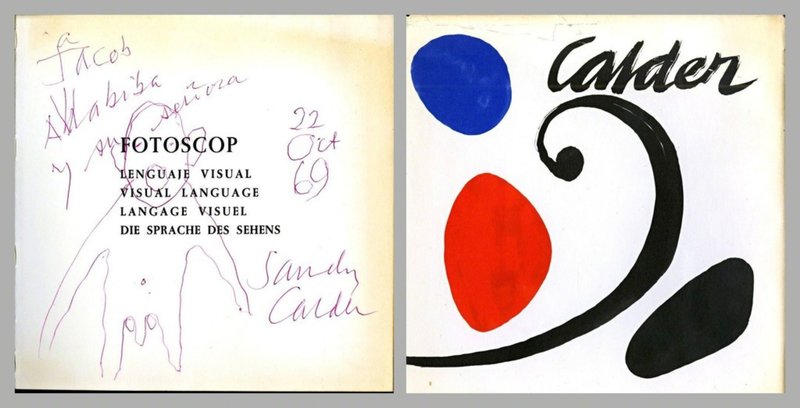 a
Jacob
y su señora
22
Oct
69
FOTOSCOP
LENGUAJE VISUAL
VISUAL LANGUAGE
LANGAGE VISUEL
DIE SPRACHE DES SEHENS
Sandy
Calder
Calder